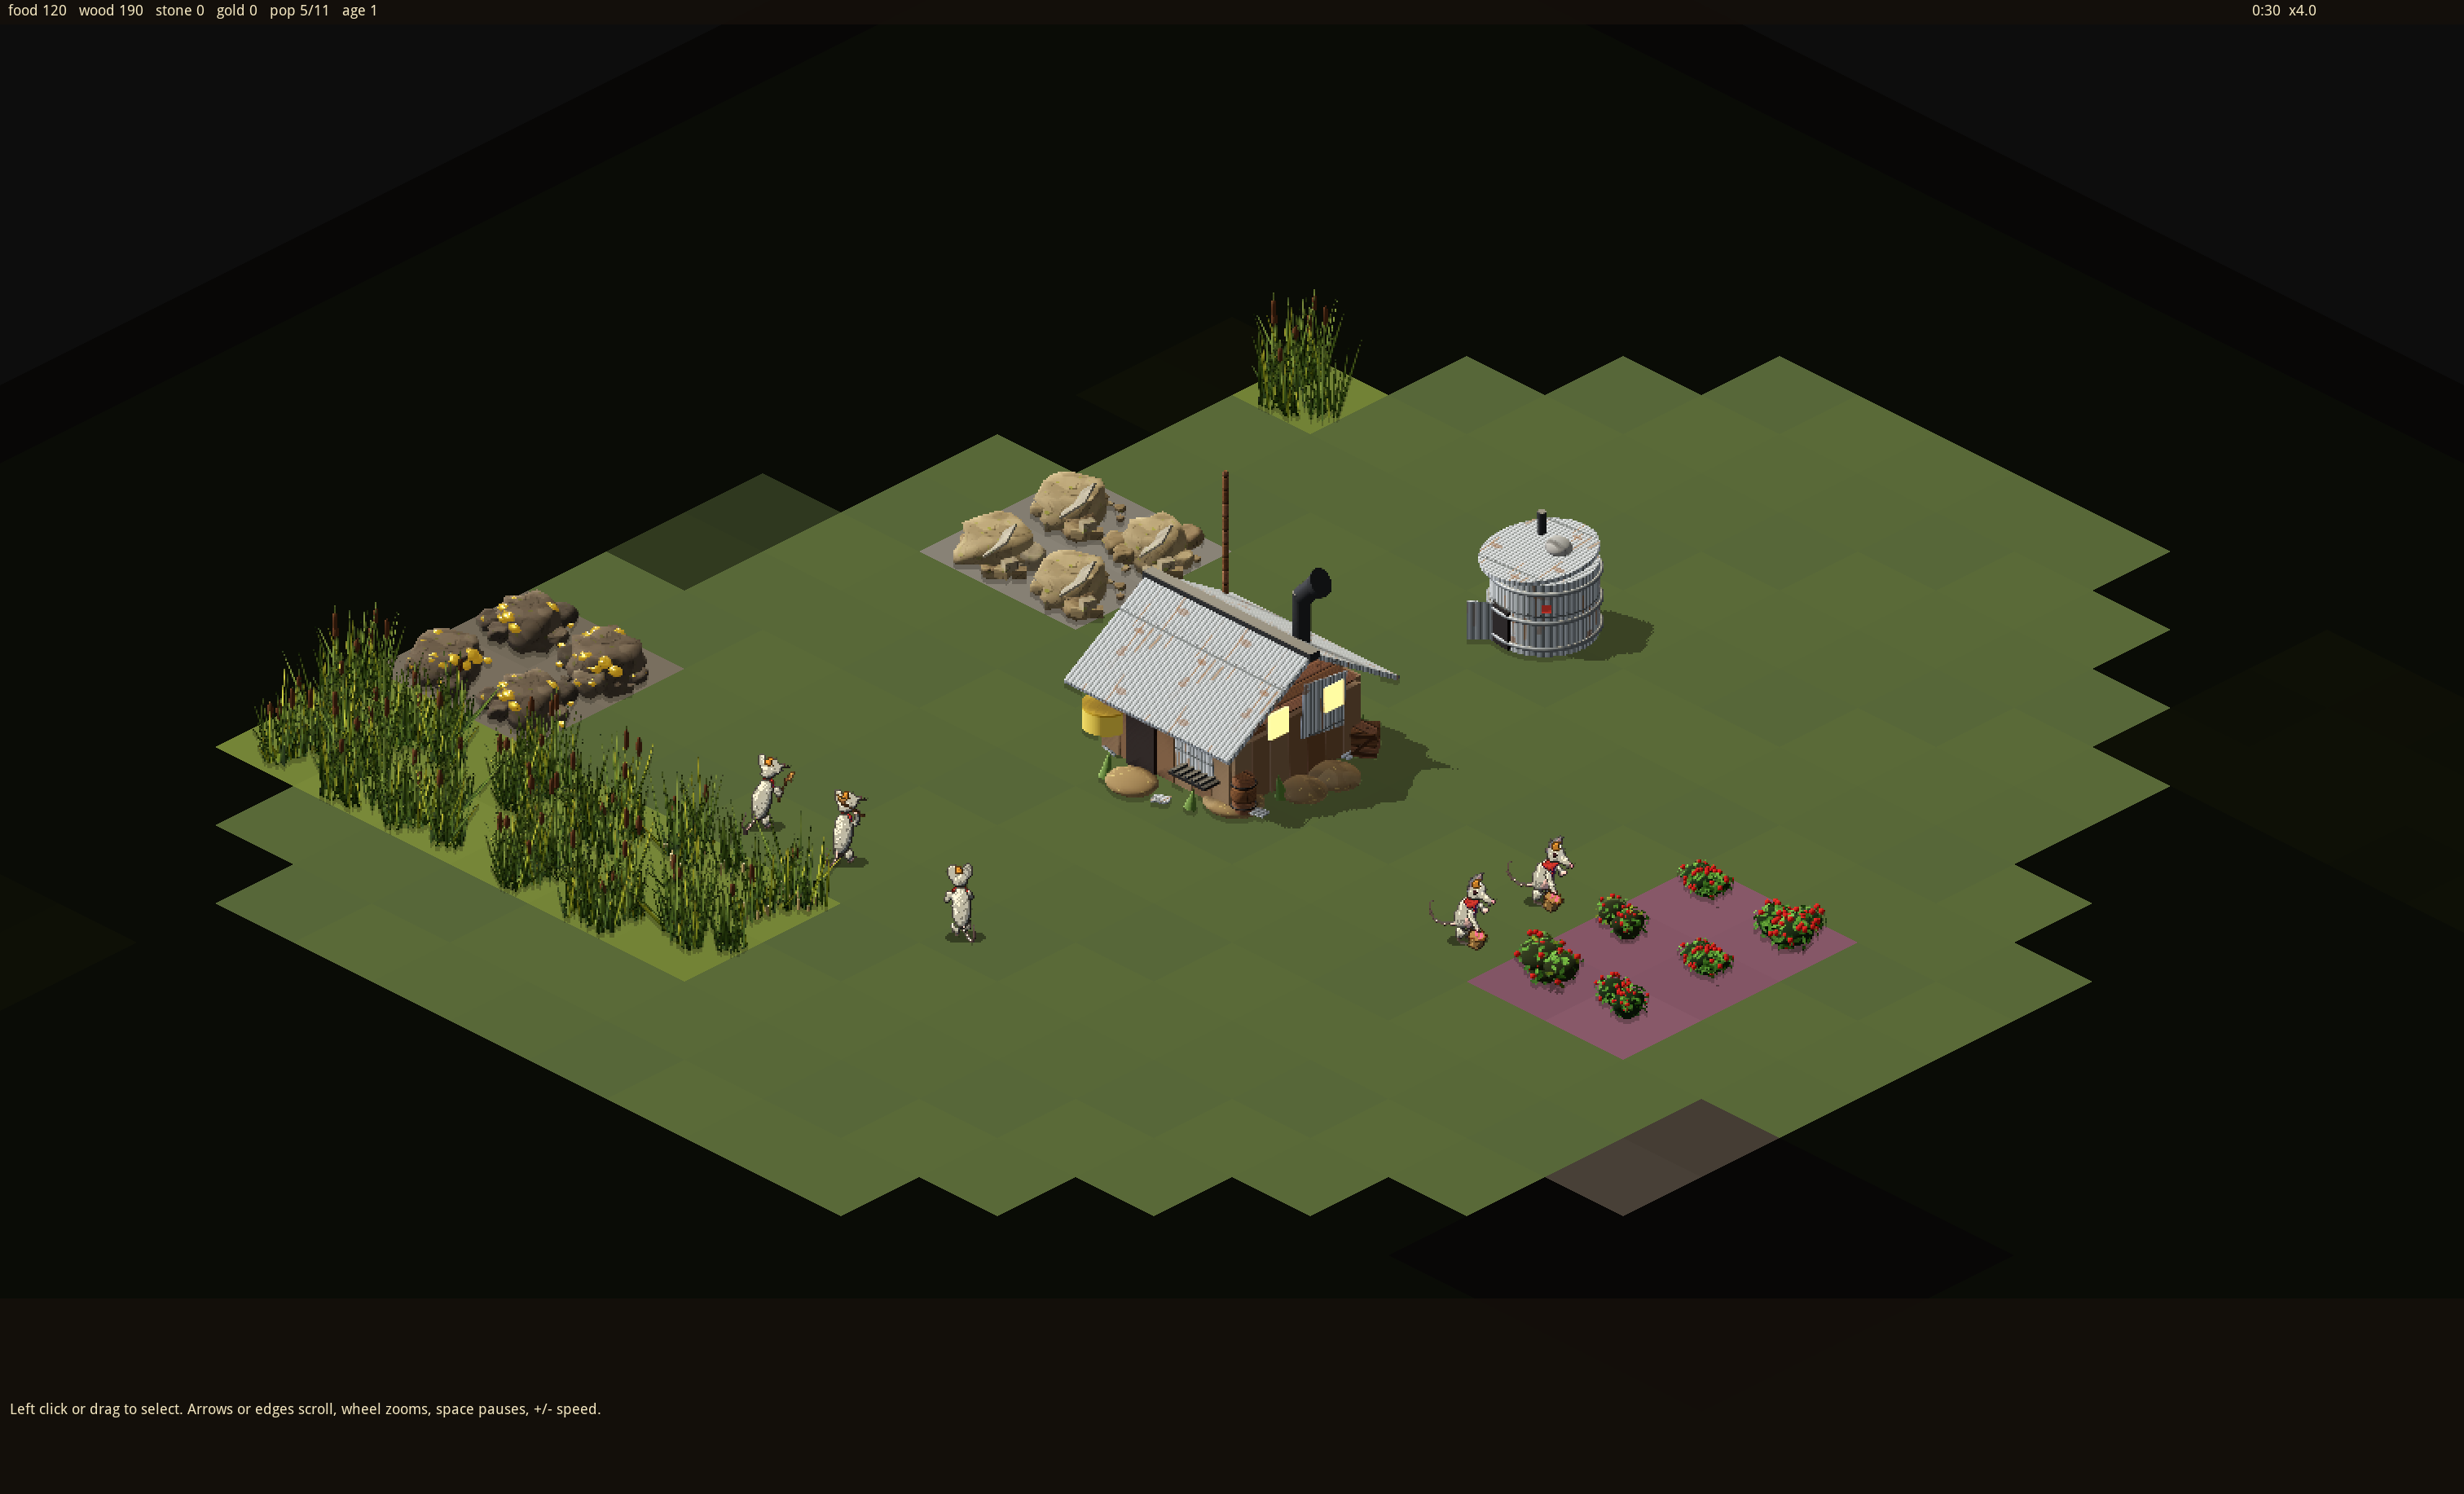 food 120 wood 190 stone 0 gold 0 pop 5/11 age 1
0:30 x4.0
Left click or drag to select. Arrows or edges scroll, wheel zooms, space pauses, +/- speed.